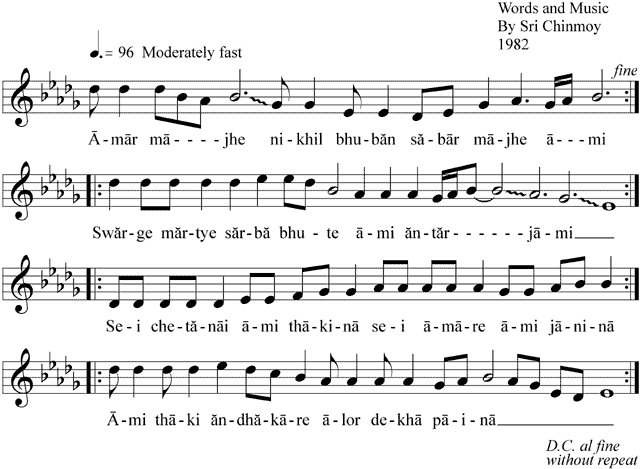 Words and Music
By Sri Chinmoy
1982
♩. = 96 Moderately fast
fine
Ā-mār mā----jhe ni-khil bhu-băn să-bār mā-jhe ā---mi
Swăr-ge măr-tye săr-bă bhu-te ā-mi ăn-tăr-------jā-mi
Se-i che-tă-nāi ā-mi thā-ki-nā se-i ā-mā-re ā-mi jā-ni-nā
Ā-mi thā-ki ăn-dhă-kā-re ā-lor de-khā pā-i-nā
D.C. al fine
without repeat